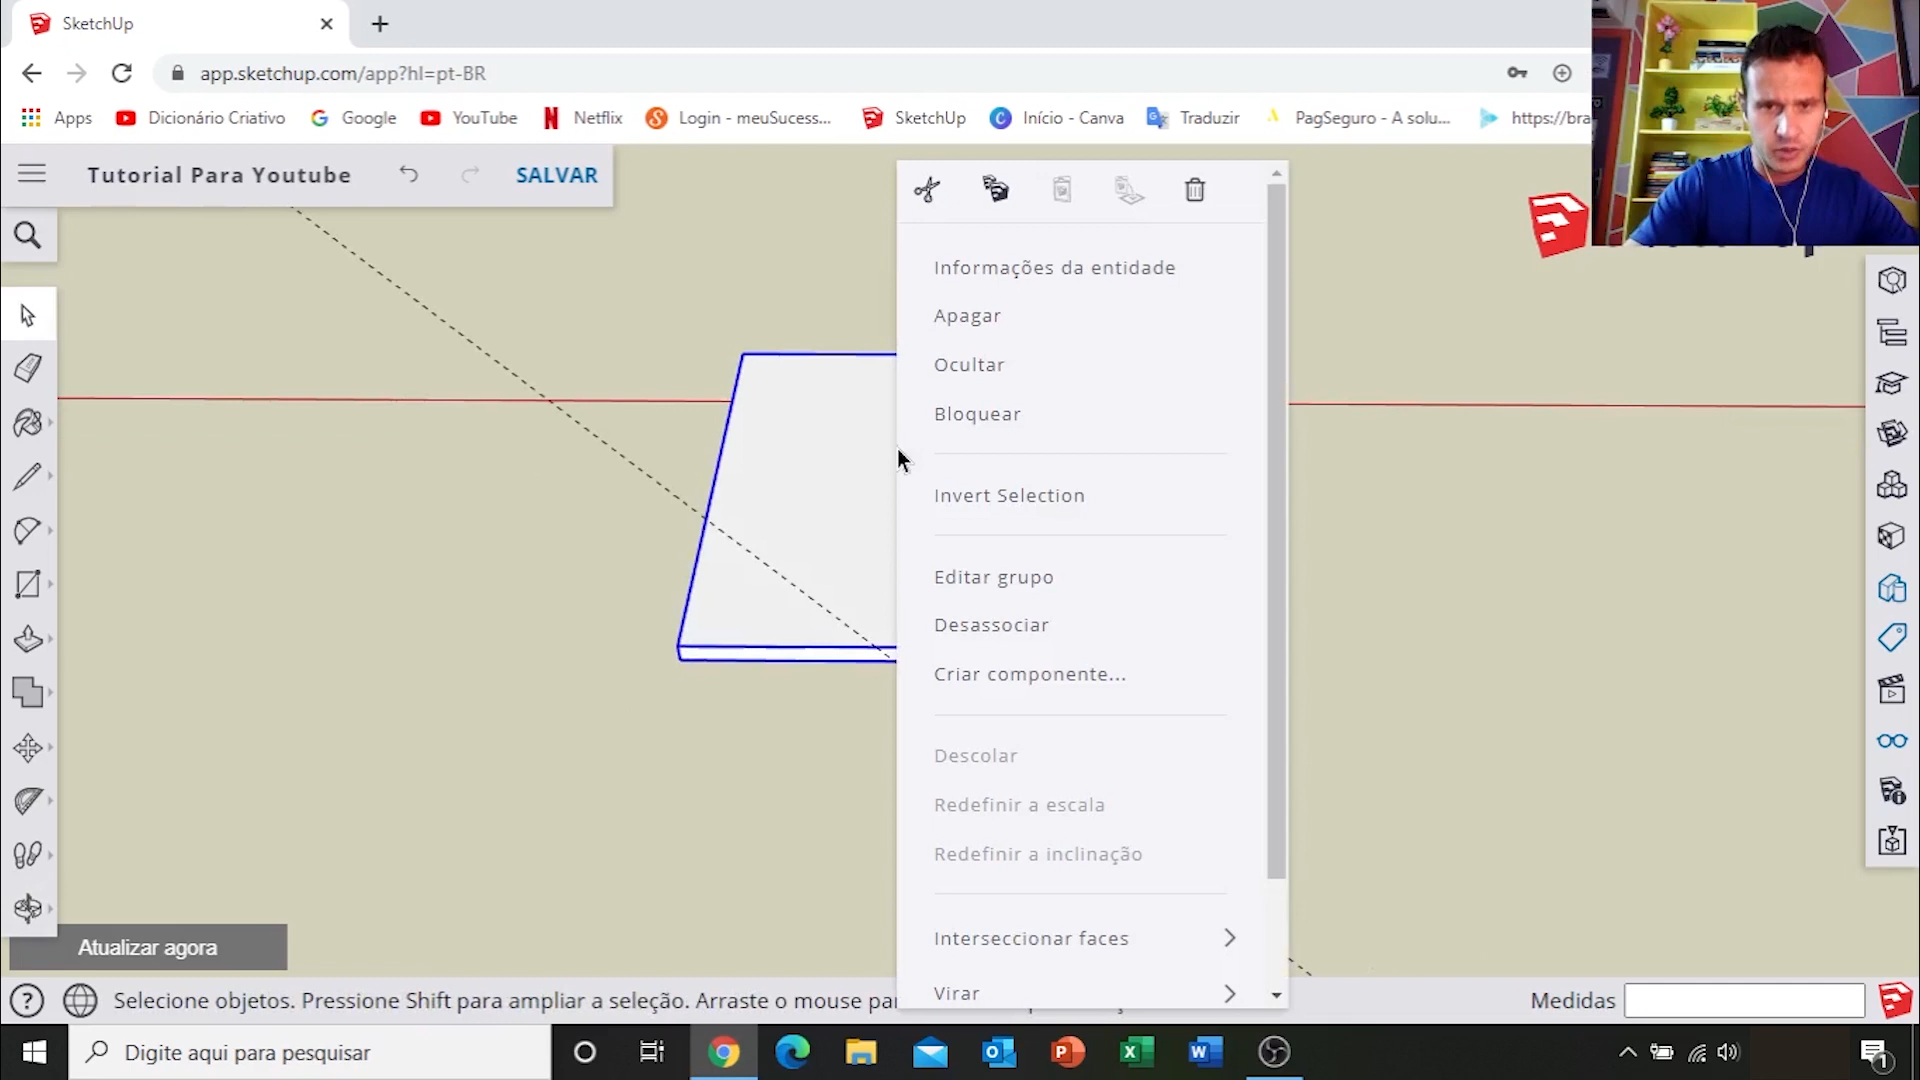 SketchUp
app.sketchup.com/app?hl=pt-BR
Apps Dicionário Criativo Google YouTube Netflix Login - meuSucess... SketchUp Início - Canva Traduzir PagSeguro - A solu... https://bra
Tutorial Para Youtube SALVAR
Informações da entidade
Apagar
Ocultar
Bloquear
Invert Selection
Editar grupo
Desassociar
Criar componente...
Descolar
Redefinir a escala
Redefinir a inclinação
Interseccionar faces
Virar
Atualizar agora
Selecione objetos. Pressione Shift para ampliar a seleção. Arraste o mouse par
Medidas
Digite aqui para pesquisar
1